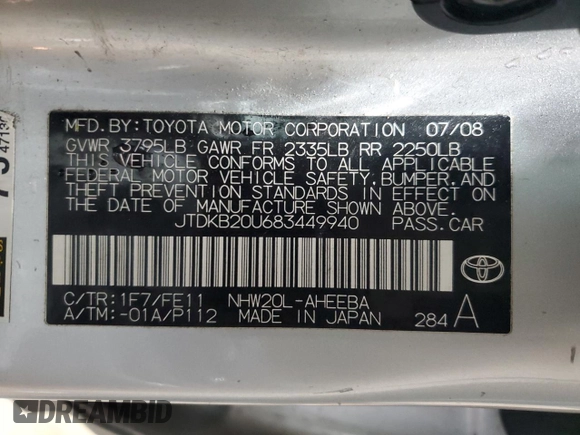 MFD.BY:TOYOTA MOTOR CORPORATION 07/08
GVWR 3795LB GAWR FR 2335LB RR 2250LB
THIS VEHICLE CONFORMS TO ALL APPLICABLE
FEDERAL MOTOR VEHICLE SAFETY,BUMPER,AND
THEFT PREVENTION STANDARDS IN EFFECT ON
THE DATE OF MANUFACTURE SHOWN ABOVE.
JTDKB20U683449940 PASS.CAR
C/TR:1F7/FE11 NHW20L-AHEEBA
A/TM:-01A/P112 MADE IN JAPAN 284 A
DREAMBID